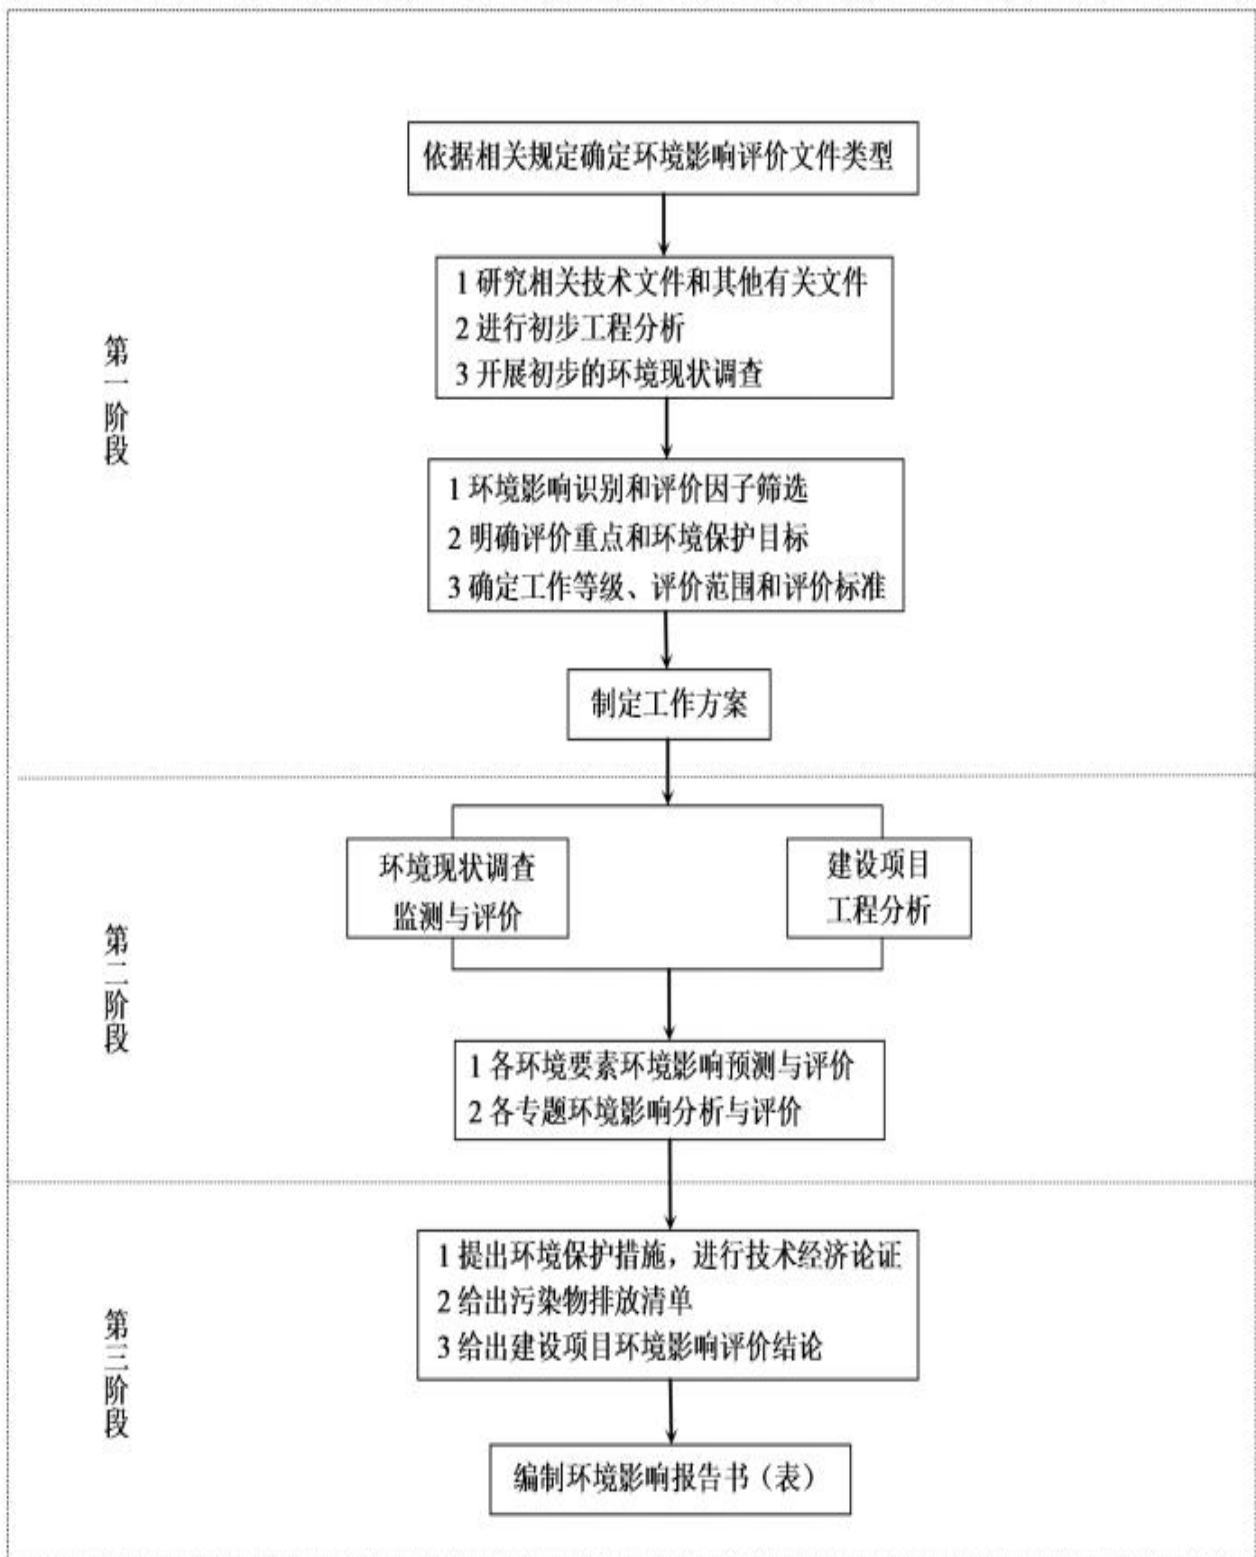 依据相关规定确定环境影响评价文件类型
1 研究相关技术文件和其他有关文件
2 进行初步工程分析
3 开展初步的环境现状调查
第一阶段
1 环境影响识别和评价因子筛选
2 明确评价重点和环境保护目标
3 确定工作等级、评价范围和评价标准
制定工作方案
环境现状调查
监测与评价
建设项目
工程分析
第二阶段
1 各环境要素环境影响预测与评价
2 各专题环境影响分析与评价
1 提出环境保护措施，进行技术经济论证
2 给出污染物排放清单
3 给出建设项目环境影响评价结论
第三阶段
编制环境影响报告书（表）